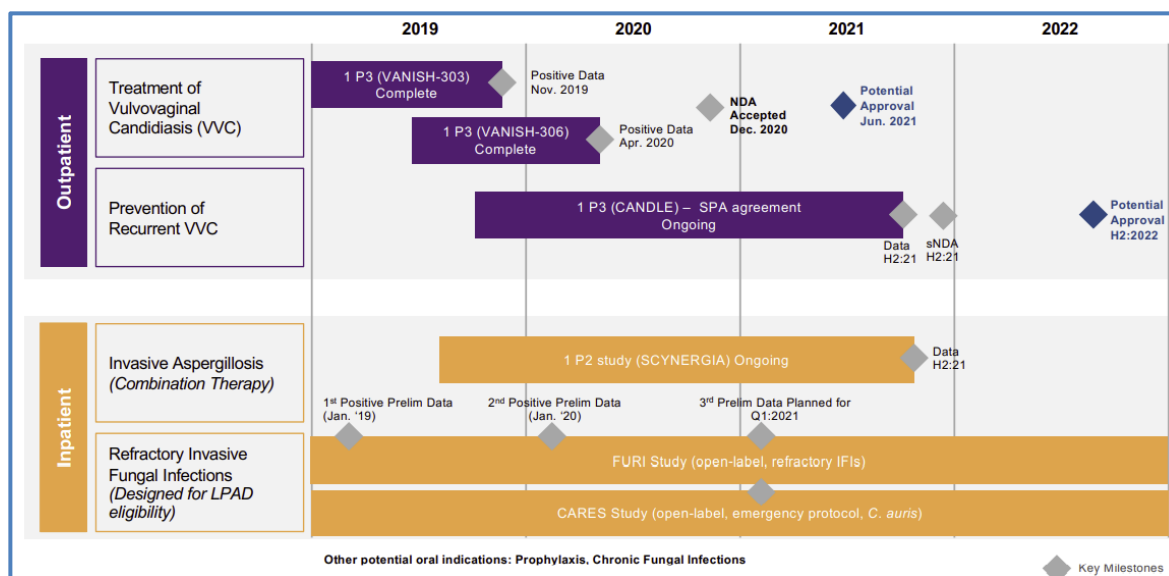 2019
2020
2021
2022
Outpatient
Treatment of
Vulvovaginal
Candidiasis (VVC)
1 P3 (VANISH-303)
Complete
Positive Data
Nov. 2019
1 P3 (VANISH-306)
Complete
Positive Data
Apr. 2020
NDA
Accepted
Dec. 2020
Potential
Approval
Jun. 2021
Prevention of
Recurrent VVC
1 P3 (CANDLE) – SPA agreement
Ongoing
Data
H2:21
sNDA
H2:21
Potential
Approval
H2:2022
Inpatient
Invasive Aspergillosis
(Combination Therapy)
1 P2 study (SCYNERGIA) Ongoing
Data
H2:21
1st Positive Prelim Data
(Jan. '19)
2nd Positive Prelim Data
(Jan. '20)
3rd Prelim Data Planned for
Q1:2021
Refractory Invasive
Fungal Infections
(Designed for LPAD
eligibility)
FURI Study (open-label, refractory IFIs)
CARES Study (open-label, emergency protocol, C. auris)
Other potential oral indications: Prophylaxis, Chronic Fungal Infections
Key Milestones